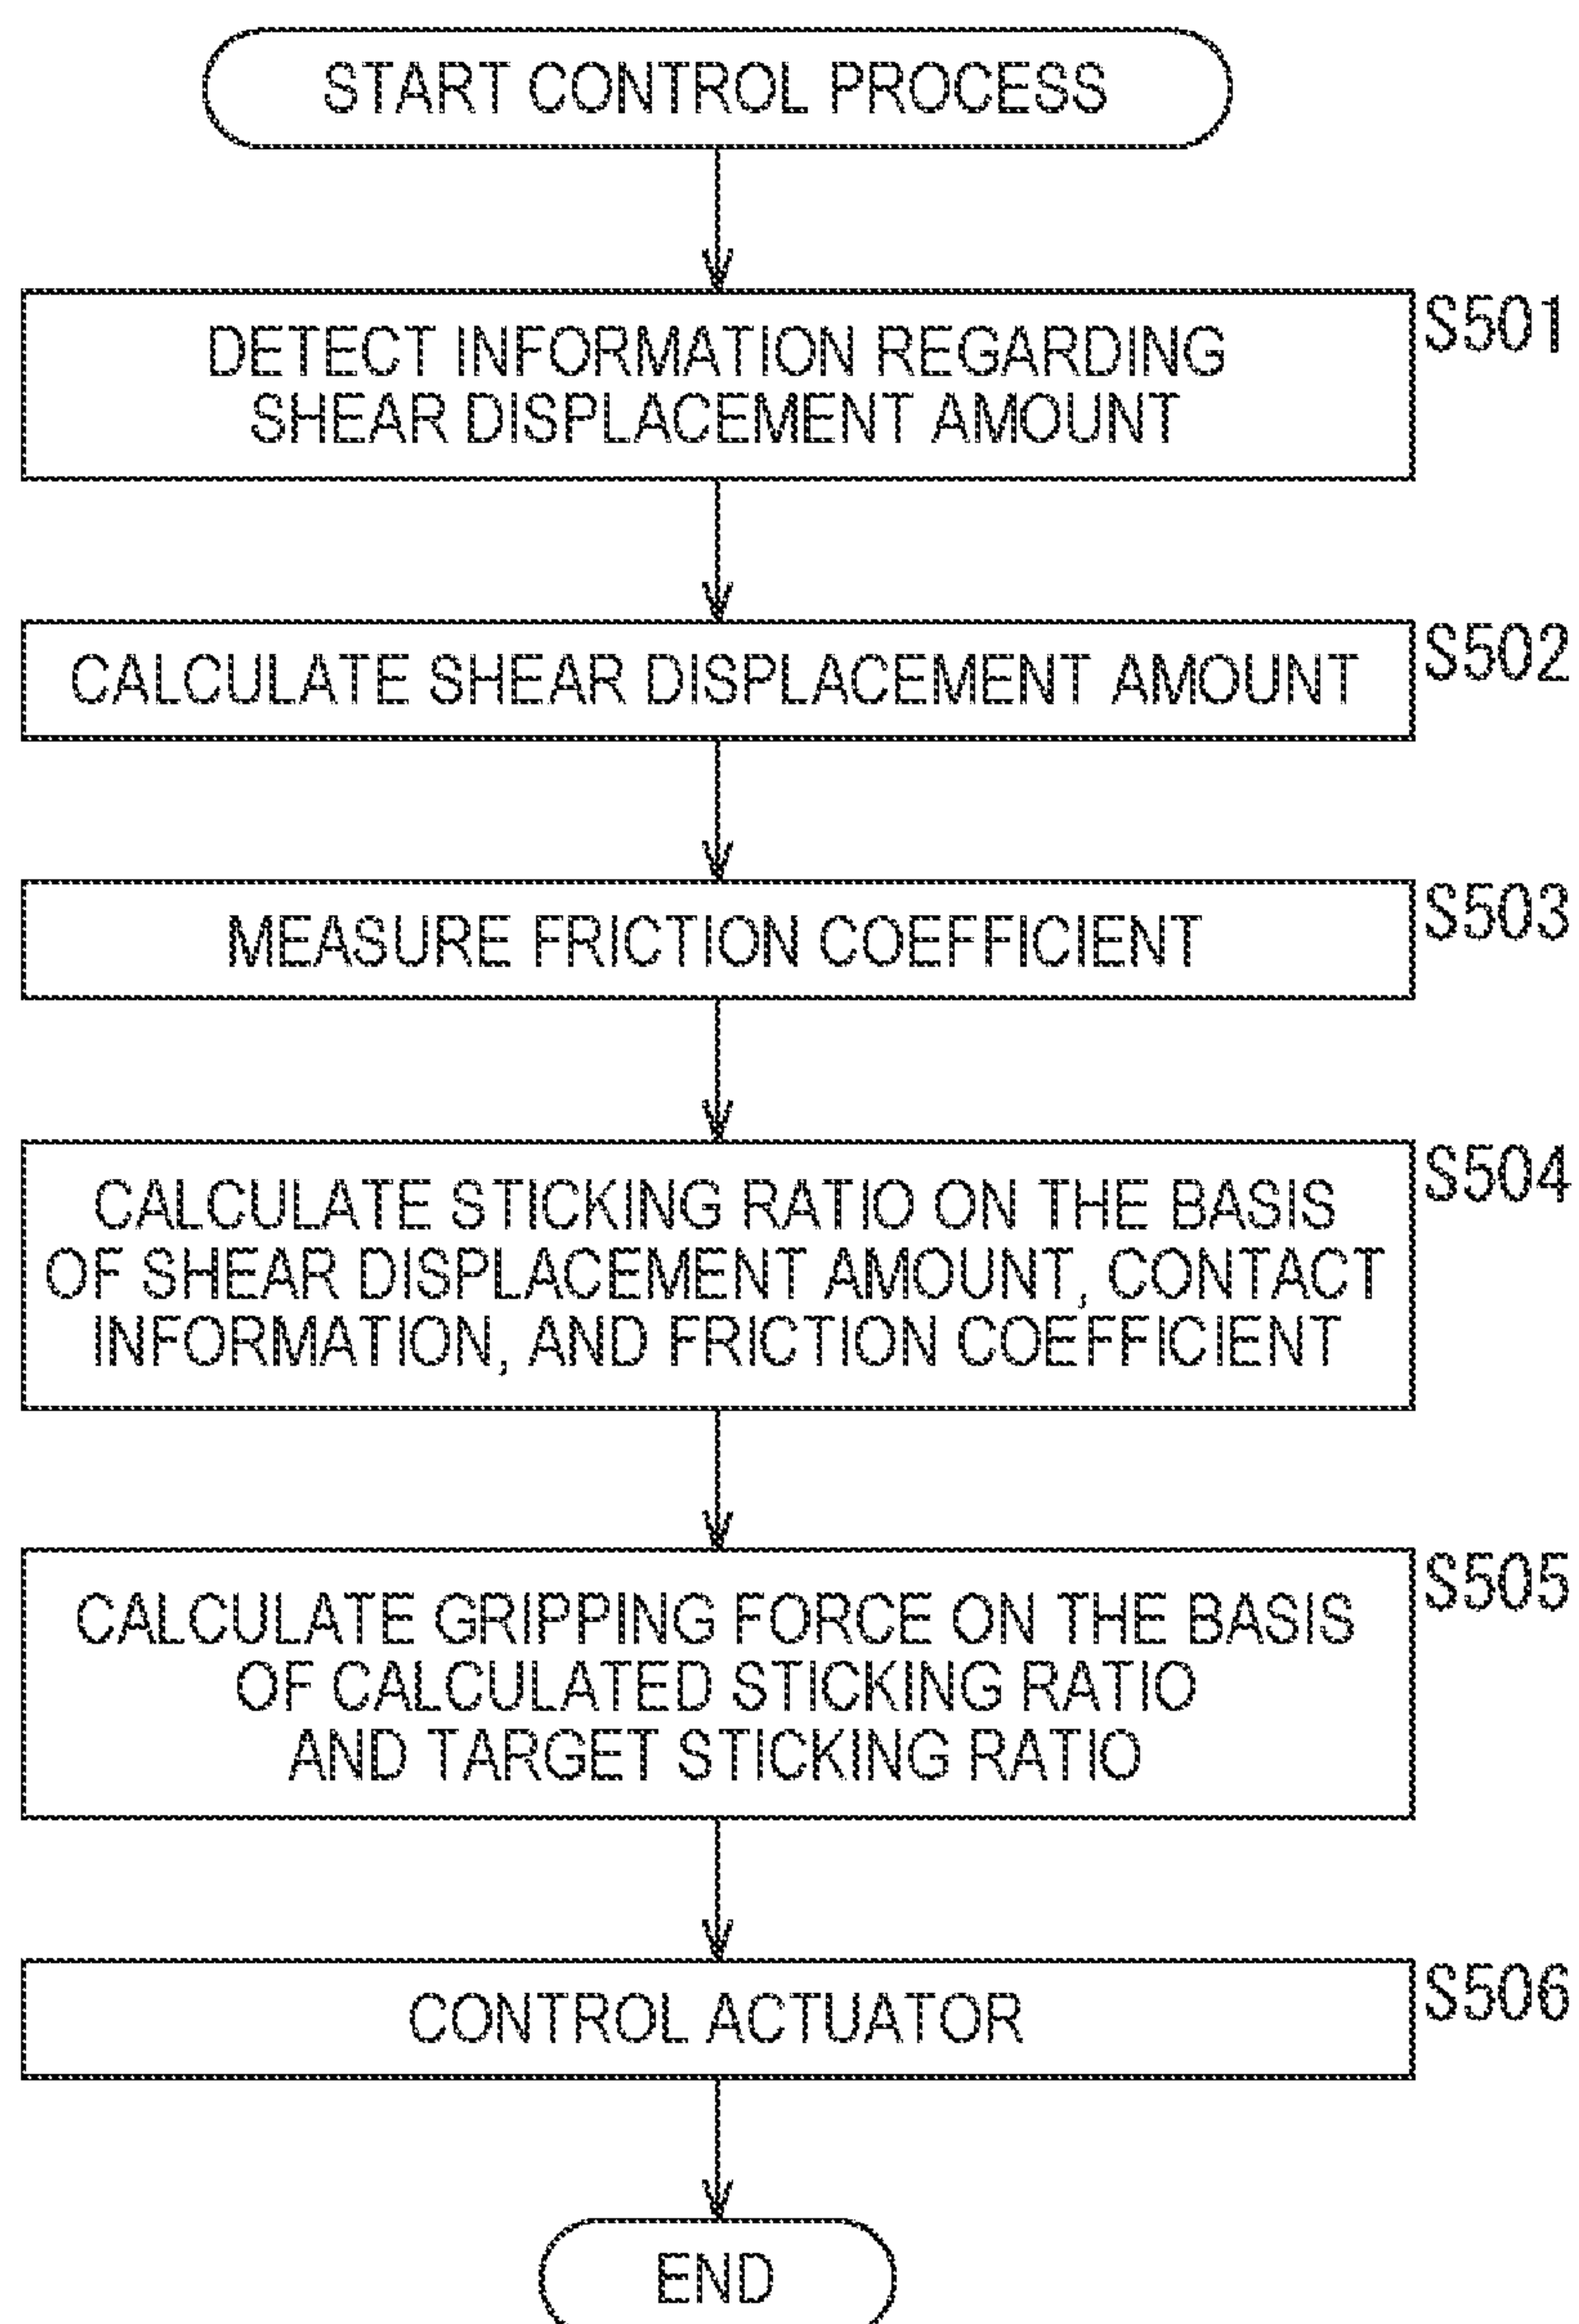 START CONTROL PROCESS
S501
DETECT INFORMATION REGARDING
SHEAR DISPLACEMENT AMOUNT
S502
CALCULATE SHEAR DISPLACEMENT AMOUNT
S503
MEASURE FRICTION COEFFICIENT
S504
CALCULATE STICKING RATIO ON THE BASIS
OF SHEAR DISPLACEMENT AMOUNT, CONTACT
INFORMATION, AND FRICTION COEFFICIENT
S505
CALCULATE GRIPPING FORCE ON THE BASIS
OF CALCULATED STICKING RATIO
AND TARGET STICKING RATIO
S506
CONTROL ACTUATOR
END